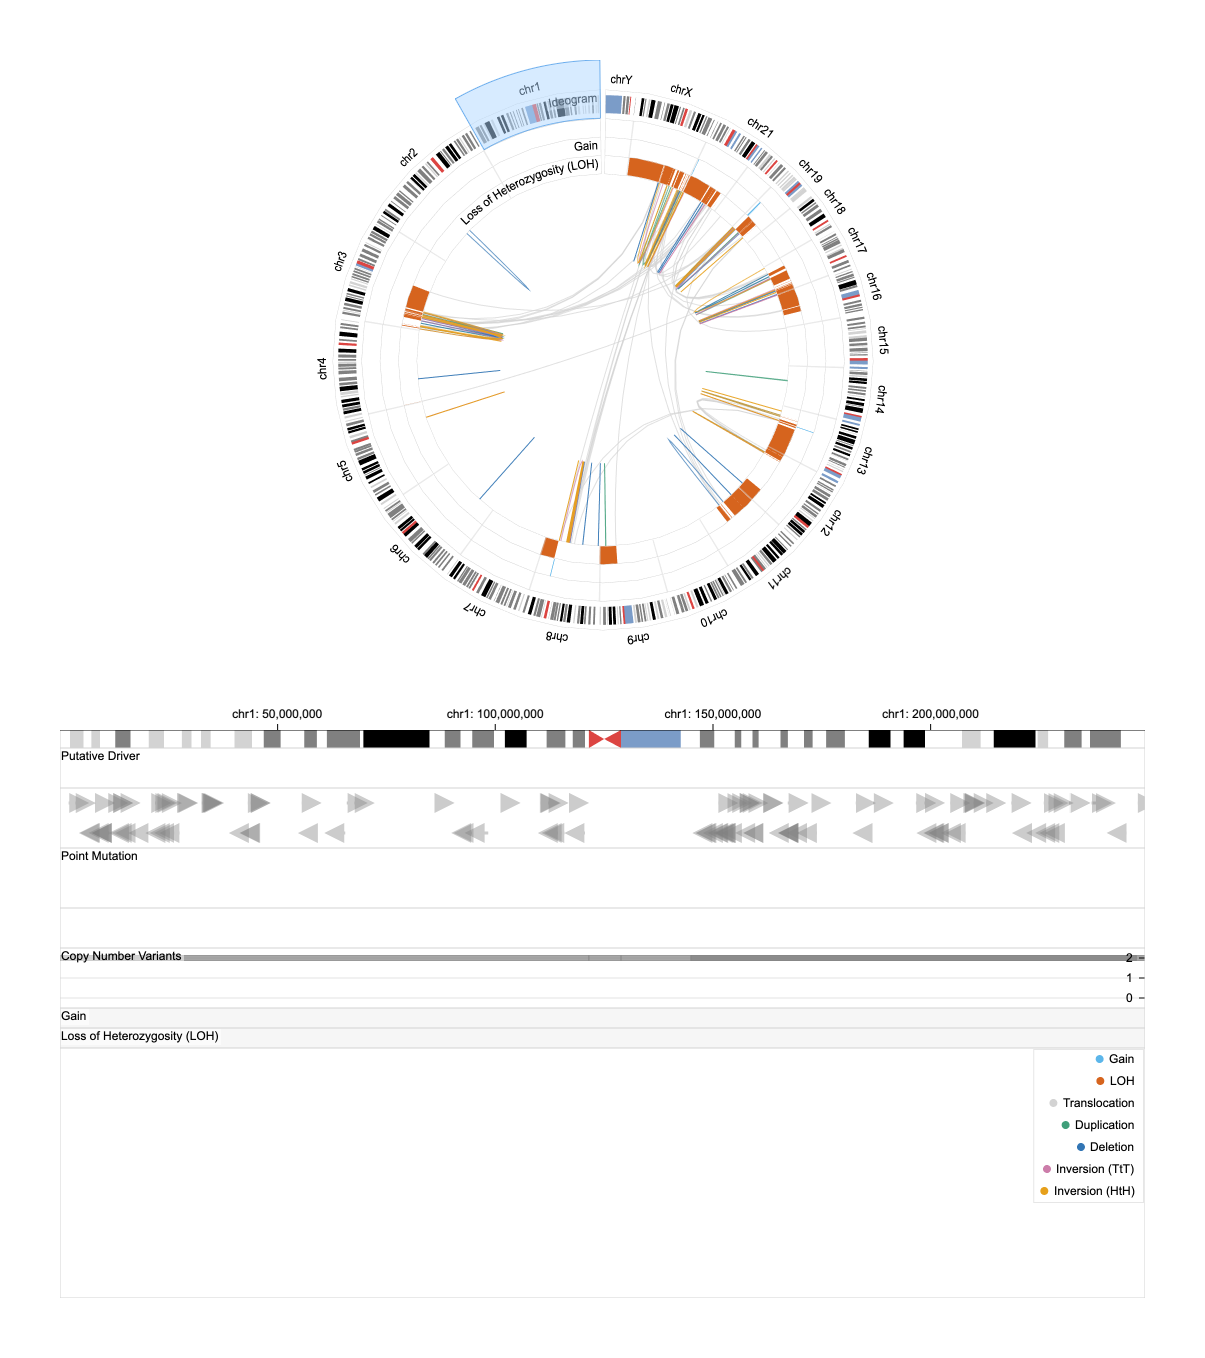 chr1
Ideogram
chrY
chrX
chr21
chr19
chr18
chr17
chr16
chr15
chr14
chr13
chr12
chr11
chr10
chr9
chr8
chr7
chr6
chr5
chr4
chr3
chr2
Gain
Loss of Heterozygosity (LOH)
chr1: 50,000,000
chr1: 100,000,000
chr1: 150,000,000
chr1: 200,000,000
Putative Driver
Point Mutation
Copy Number Variants
2
1
0
Gain
Loss of Heterozygosity (LOH)
Gain
LOH
Translocation
Duplication
Deletion
Inversion (TtT)
Inversion (HtH)